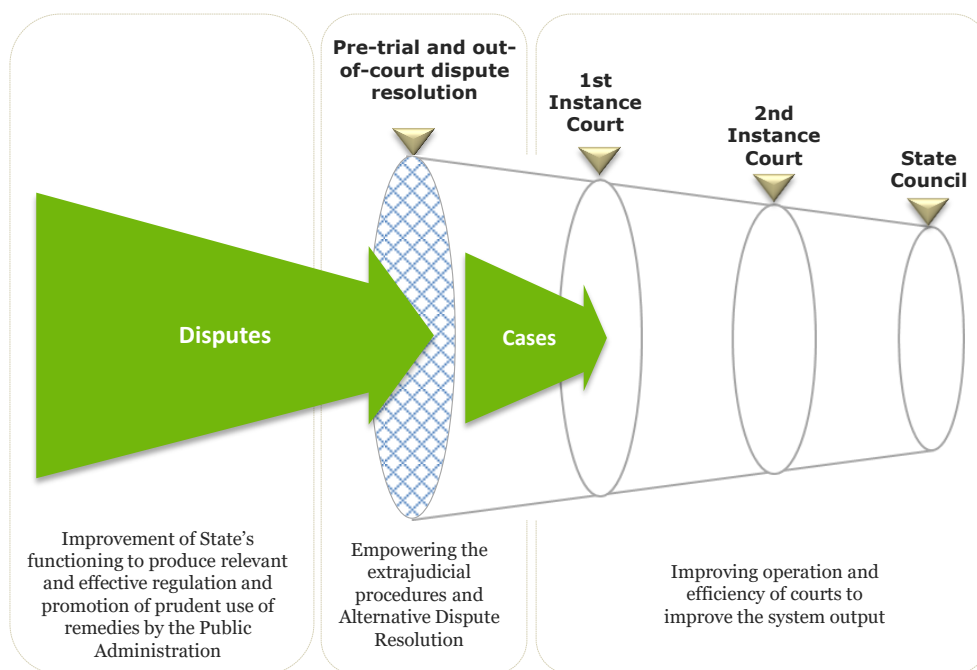 Pre-trial and out-
of-court dispute
resolution
1st
Instance
Court
2nd
Instance
Court
State
Council
Disputes
Cases
Improvement of State’s
functioning to produce relevant
and effective regulation and
promotion of prudent use of
remedies by the Public
Administration
Empowering the
extrajudicial
procedures and
Alternative Dispute
Resolution
Improving operation and
efficiency of courts to
improve the system output